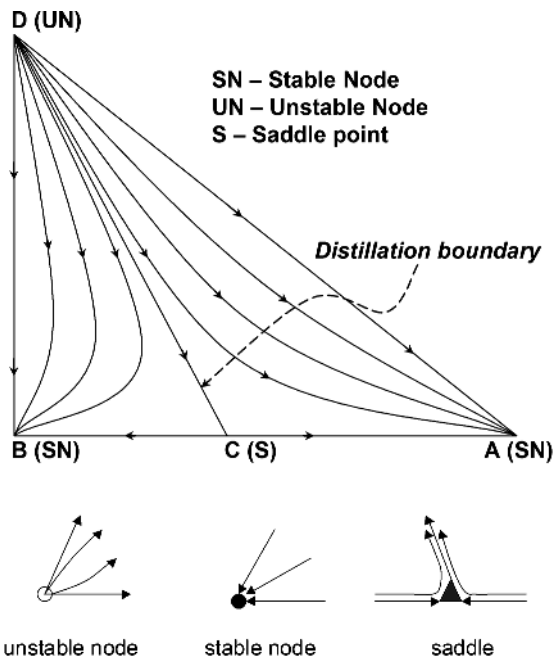 D (UN)
SN – Stable Node
UN – Unstable Node
S – Saddle point
Distillation boundary
B (SN)
C (S)
A (SN)
unstable node
stable node
saddle